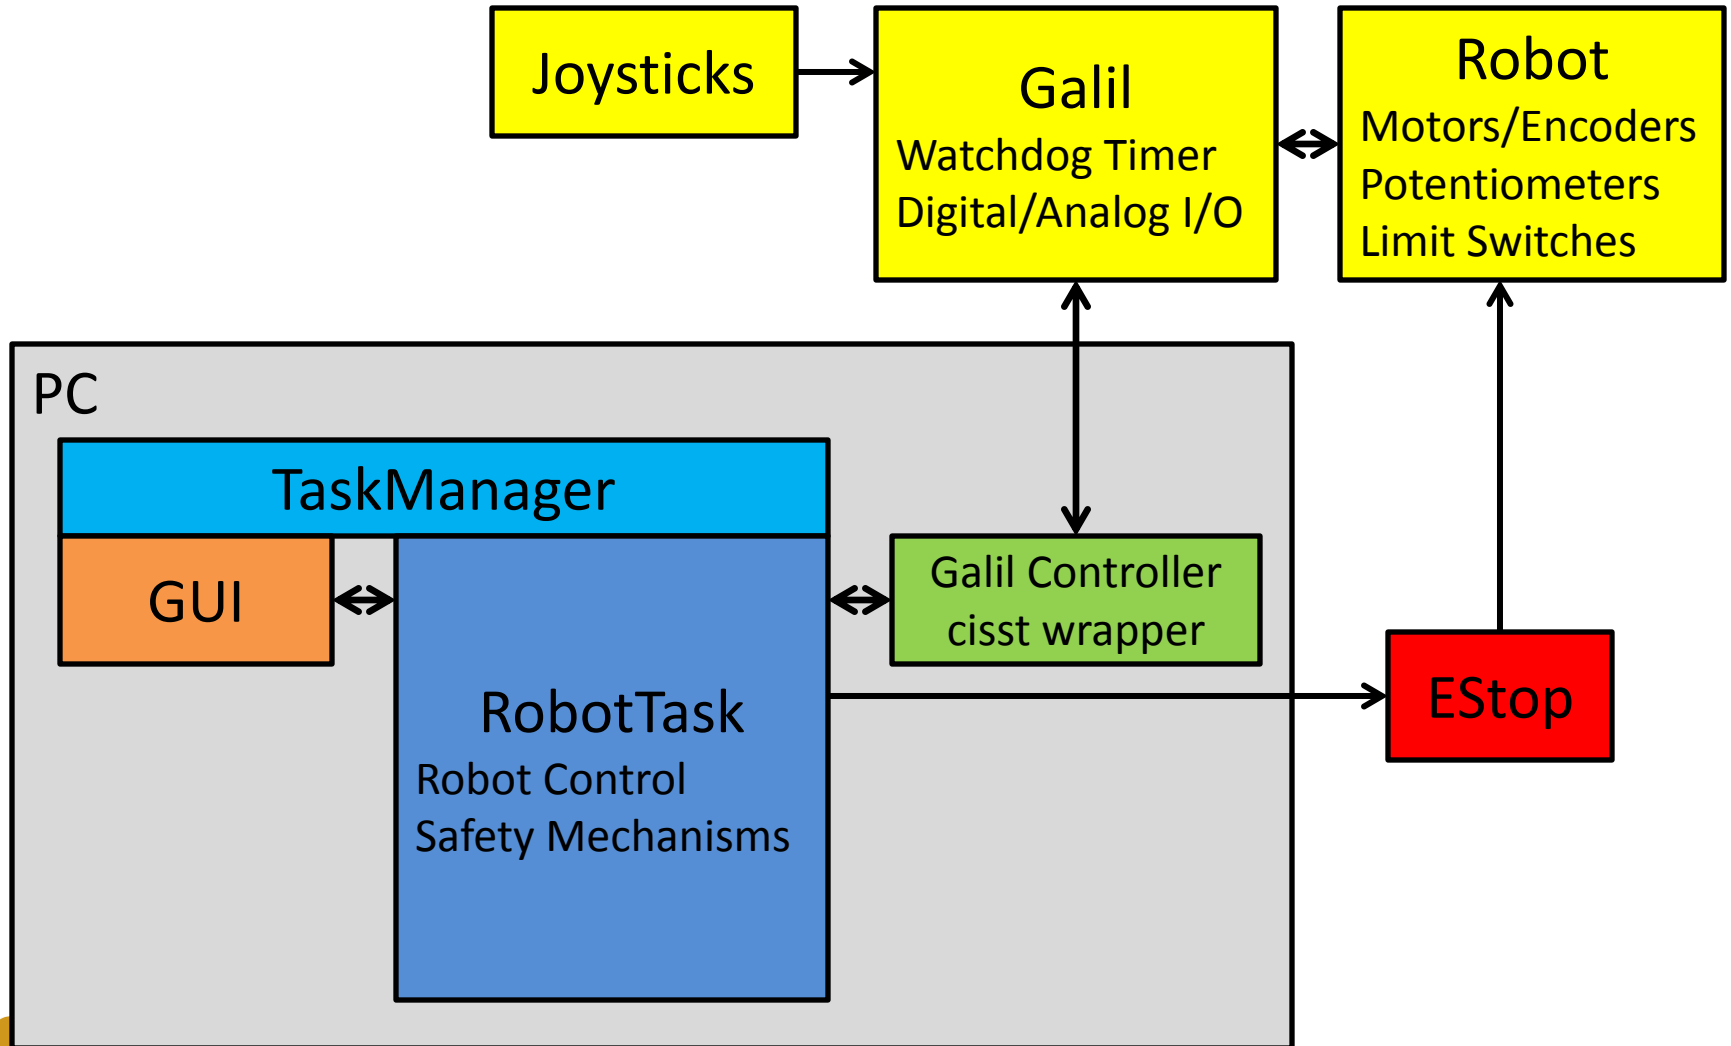 Joysticks
Galil
Watchdog Timer
Digital/Analog I/O
Robot
Motors/Encoders
Potentiometers
Limit Switches
PC
TaskManager
GUI
RobotTask
Robot Control
Safety Mechanisms
Galil Controller
cisst wrapper
EStop